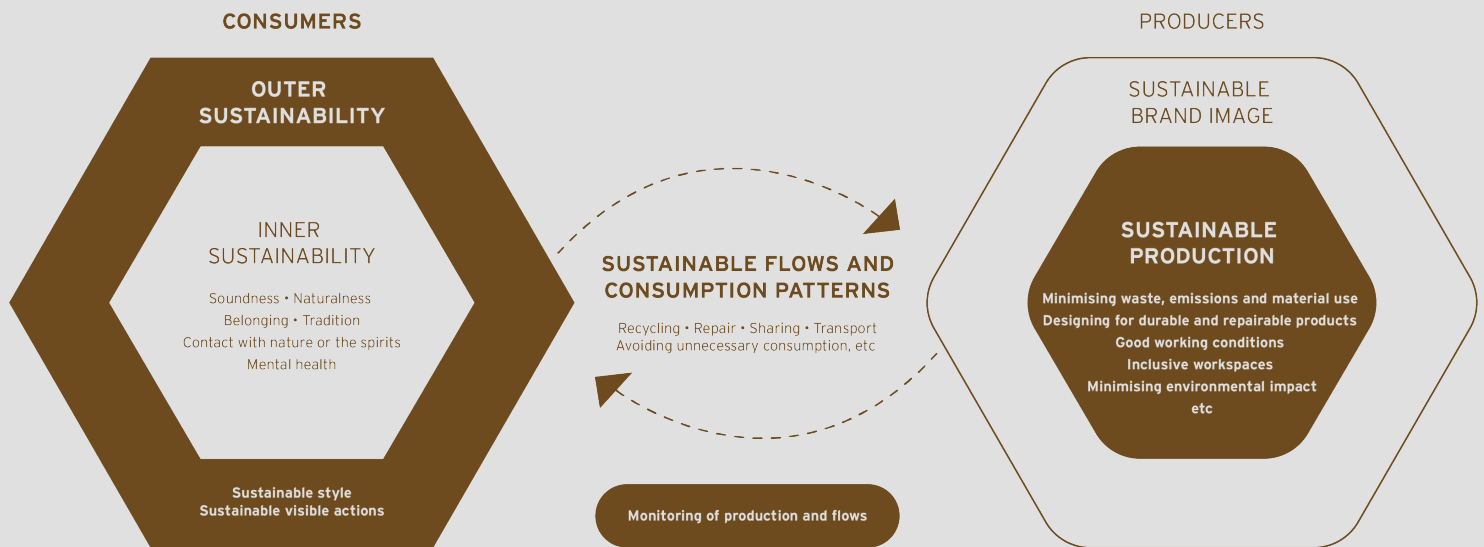 CONSUMERS
OUTER
SUSTAINABILITY
INNER
SUSTAINABILITY
Soundness • Naturalness
Belonging • Tradition
Contact with nature or the spirits
Mental health
Sustainable style
Sustainable visible actions
SUSTAINABLE FLOWS AND
CONSUMPTION PATTERNS
Recycling • Repair • Sharing • Transport
Avoiding unnecessary consumption, etc
Monitoring of production and flows
PRODUCERS
SUSTAINABLE
BRAND IMAGE
SUSTAINABLE
PRODUCTION
Minimising waste, emissions and material use
Designing for durable and repairable products
Good working conditions
Inclusive workspaces
Minimising environmental impact
etc